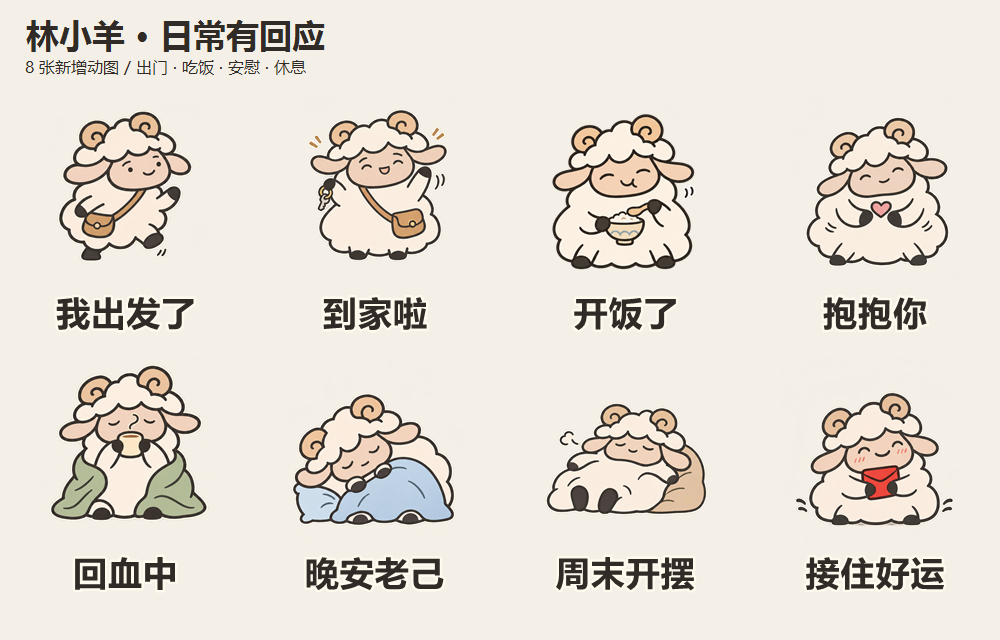 林小羊·日常有回应
8 张新增动图 / 出门 · 吃饭 · 安慰 · 休息
我出发了
到家啦
开饭了
抱抱你
回血中
晚安老己
周末开摆
接住好运